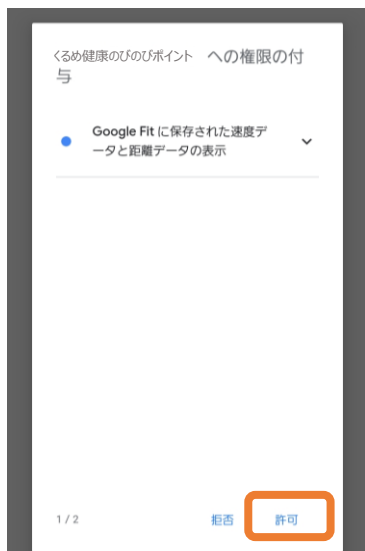 くるめ健康のびのびポイント への権限の付
与
Google Fit に保存された速度デ
ータと距離データの表示
1 / 2
拒否 許可